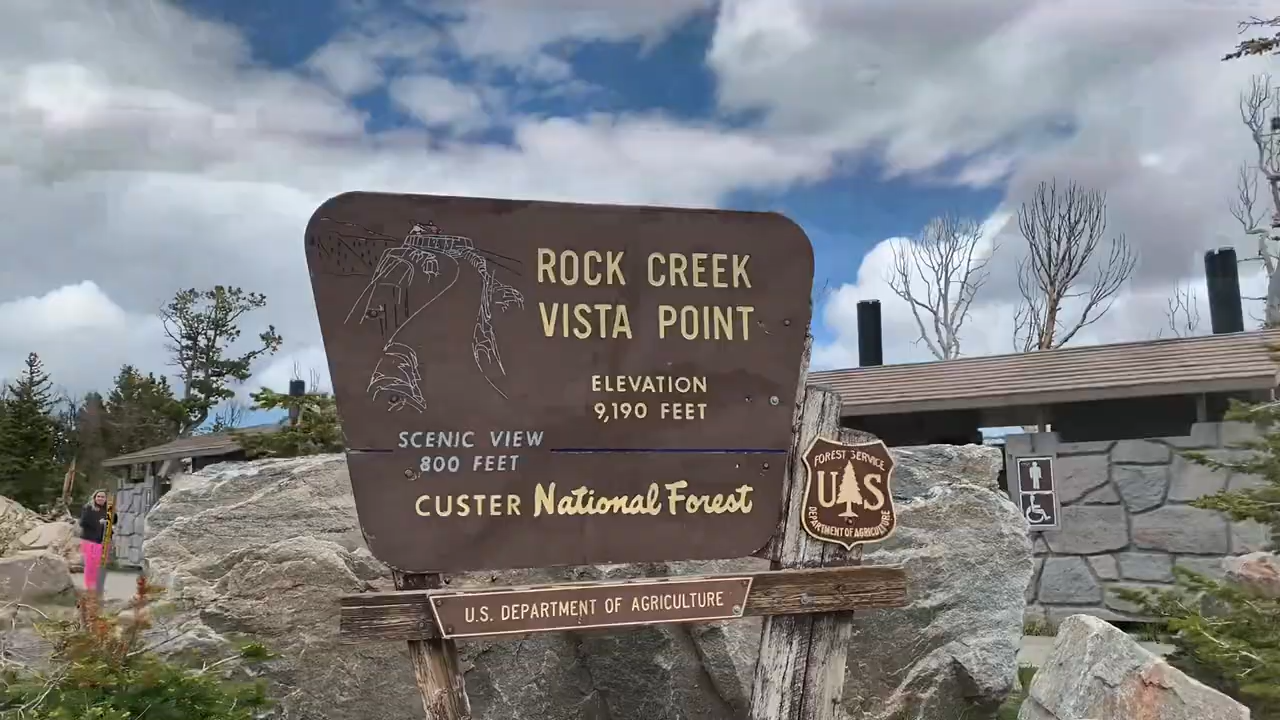 ROCK CREEK
VISTA POINT
ELEVATION
9,190 FEET
SCENIC VIEW
800 FEET
CUSTER National Forest
FOREST SERVICE
U S
DEPARTMENT OF AGRICULTURE
U.S. DEPARTMENT OF AGRICULTURE